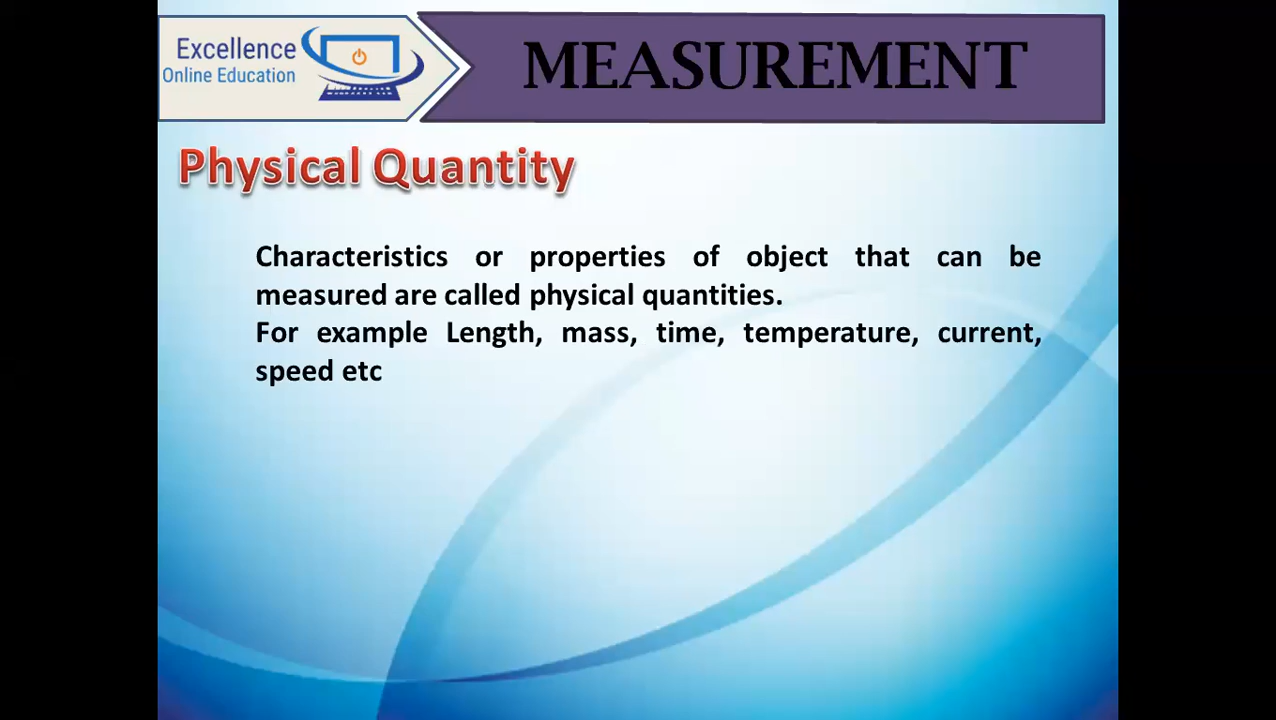 Excellence
Online Education
MEASUREMENT
Physical Quantity
Characteristics or properties of object that can be
measured are called physical quantities.
For example Length, mass, time, temperature, current,
speed etc